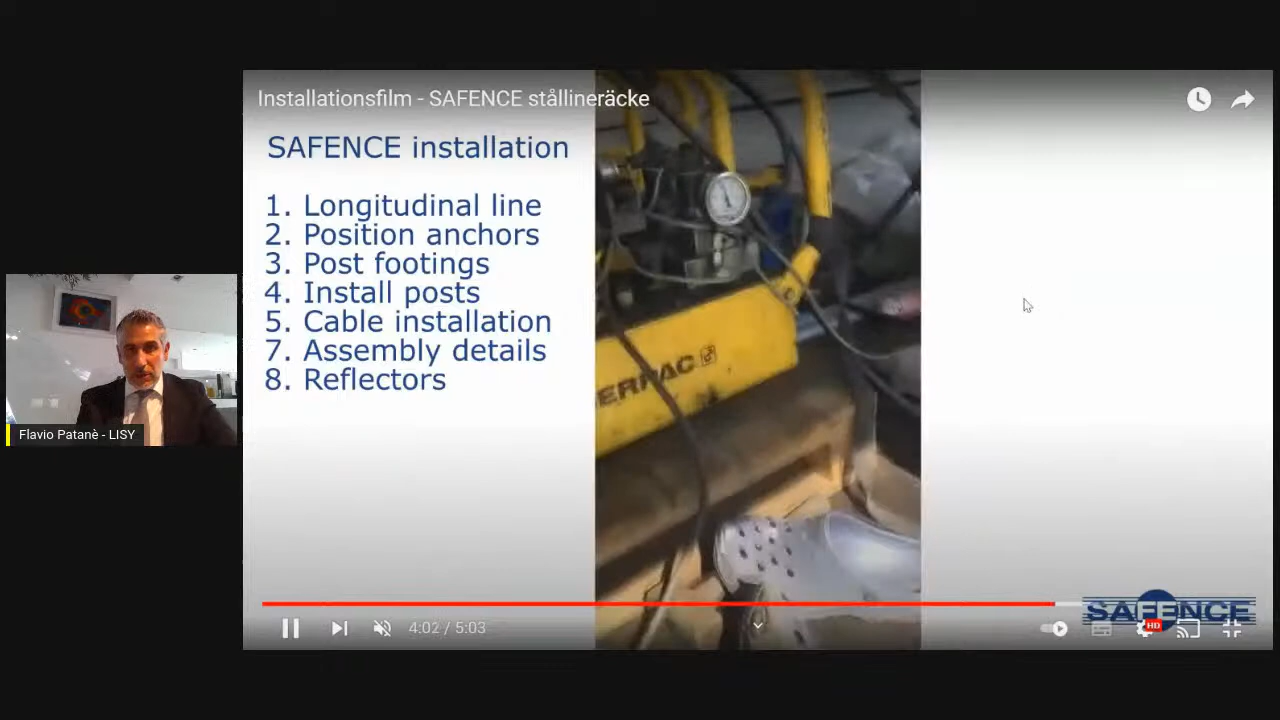 Installationsfilm - SAFENCE stållineräcke
SAFENCE installation
1. Longitudinal line
2. Position anchors
3. Post footings
4. Install posts
5. Cable installation
7. Assembly details
8. Reflectors
ERPAC
Flavio Patanè - LISY
SAFENCE
4:02 / 5:03
HD